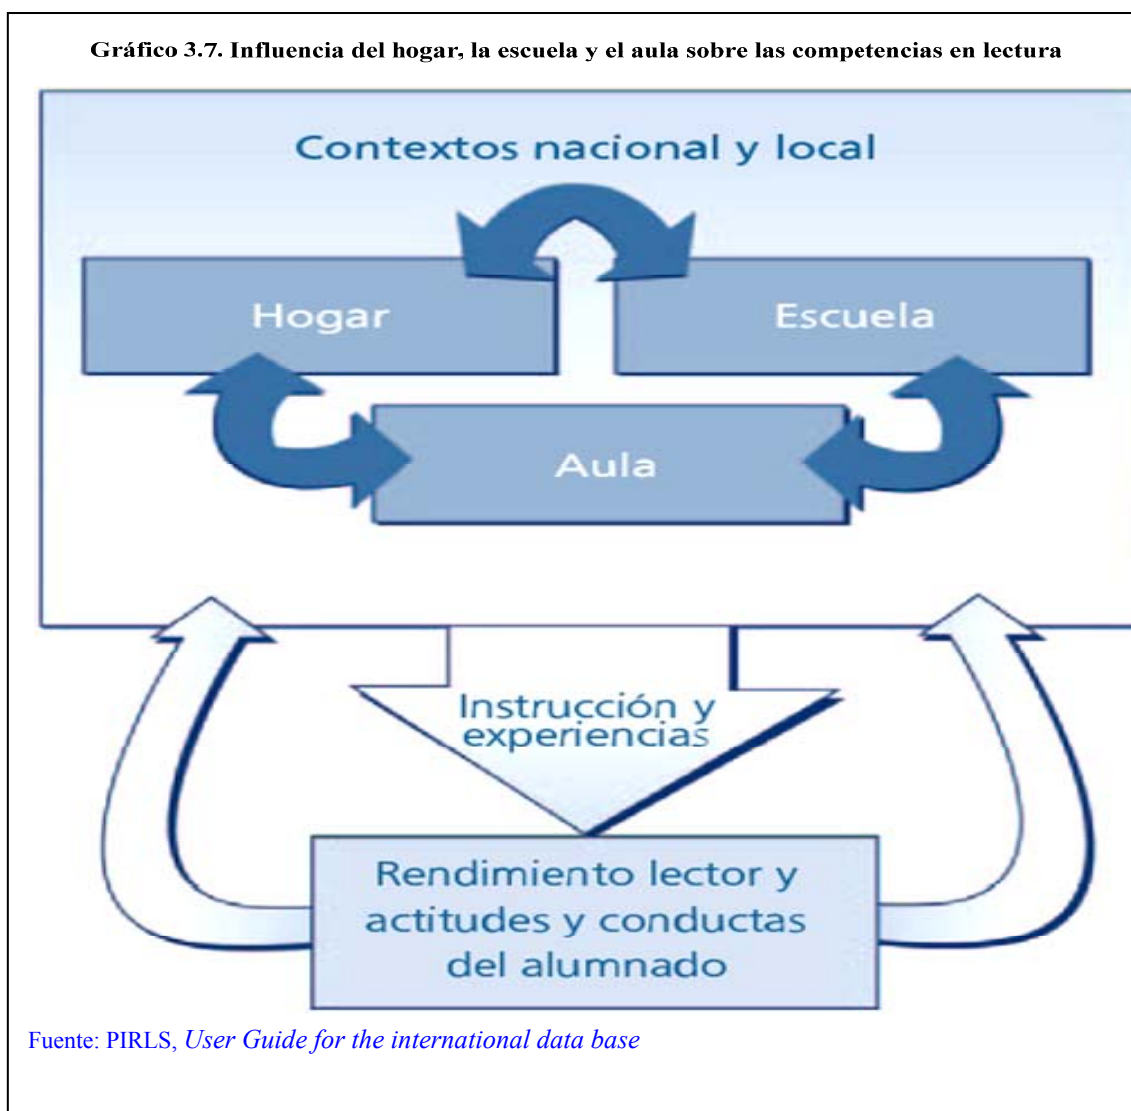 Gráfico 3.7. Influencia del hogar, la escuela y el aula sobre las competencias en lectura
Contextos nacional y local
Hogar
Escuela
Aula
Instrucción y
experiencias
Rendimiento lector y
actitudes y conductas
del alumnado
Fuente: PIRLS, User Guide for the international data base